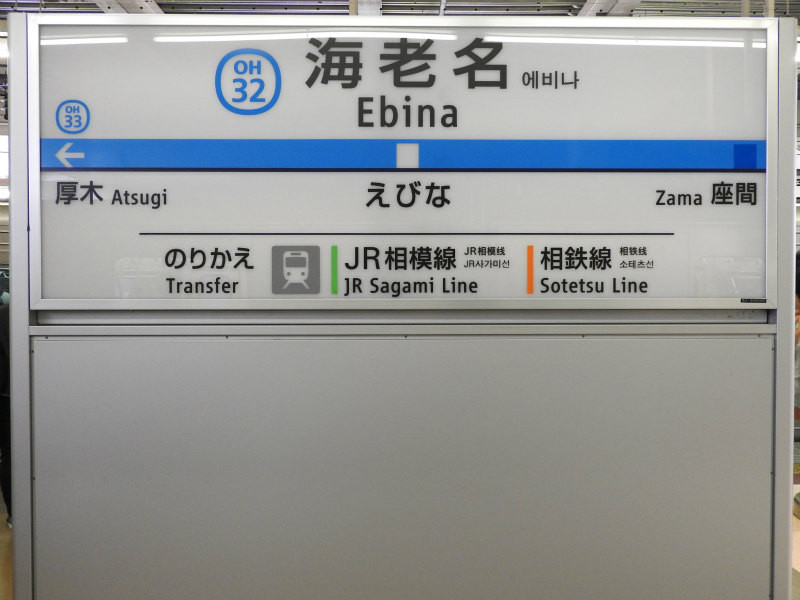 OH 32 海老名 에비나
Ebina
OH 33
厚木 Atsugi えびな Zama 座間
のりかえ JR相模線 JR相模线 相鉄線 相铁线
JR사가미선 소테츠선
Transfer JR Sagami Line Sotetsu Line